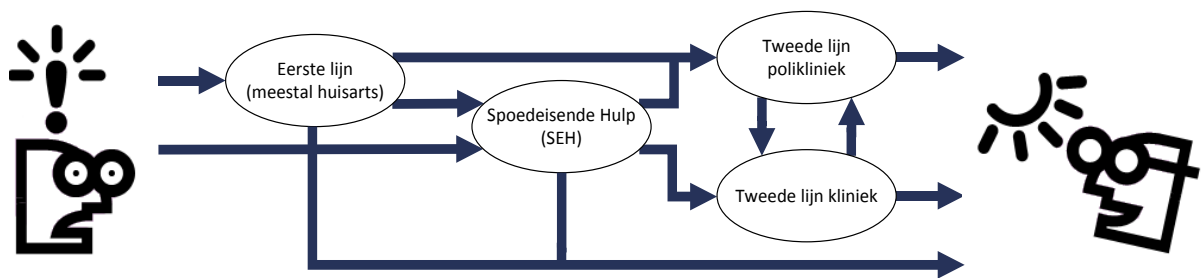 Eerste lijn
(meestal huisarts)
Spoedeisende Hulp
(SEH)
Tweede lijn
polikliniek
Tweede lijn kliniek